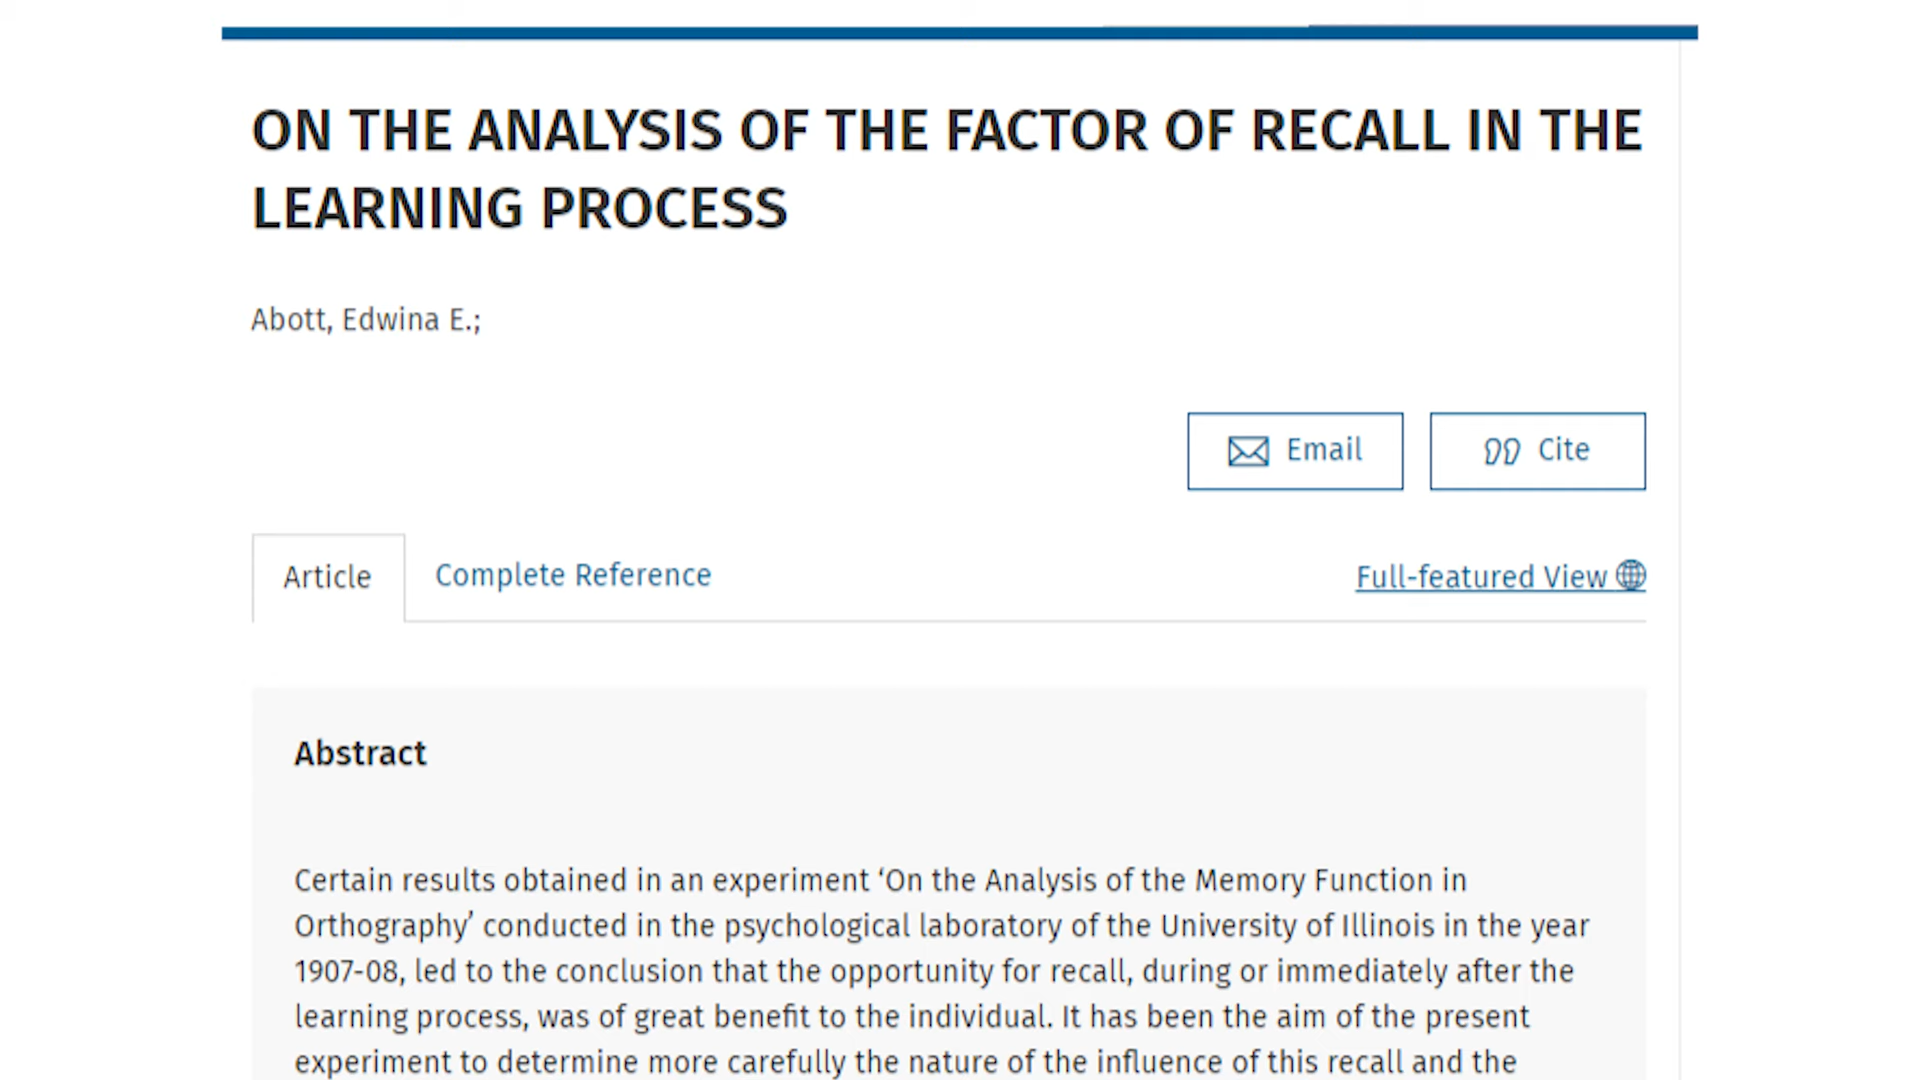 ON THE ANALYSIS OF THE FACTOR OF RECALL IN THE
LEARNING PROCESS
Abott, Edwina E.;
Email
Cite
Article
Complete Reference
Full-featured View
Abstract
Certain results obtained in an experiment ‘On the Analysis of the Memory Function in
Orthography’ conducted in the psychological laboratory of the University of Illinois in the year
1907-08, led to the conclusion that the opportunity for recall, during or immediately after the
learning process, was of great benefit to the individual. It has been the aim of the present
experiment to determine more carefully the nature of the influence of this recall and the